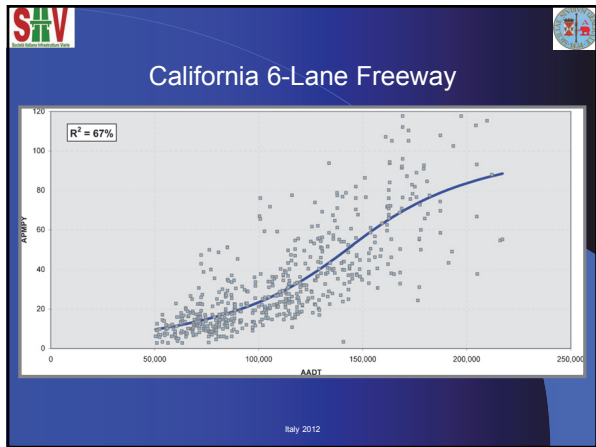 SIIV
Società Italiana Infrastrutture Viarie
California 6-Lane Freeway
R² = 67%
APMPY
120
100
80
60
40
20
0
0 50,000 100,000 150,000 200,000 250,000
AADT
Italy 2012